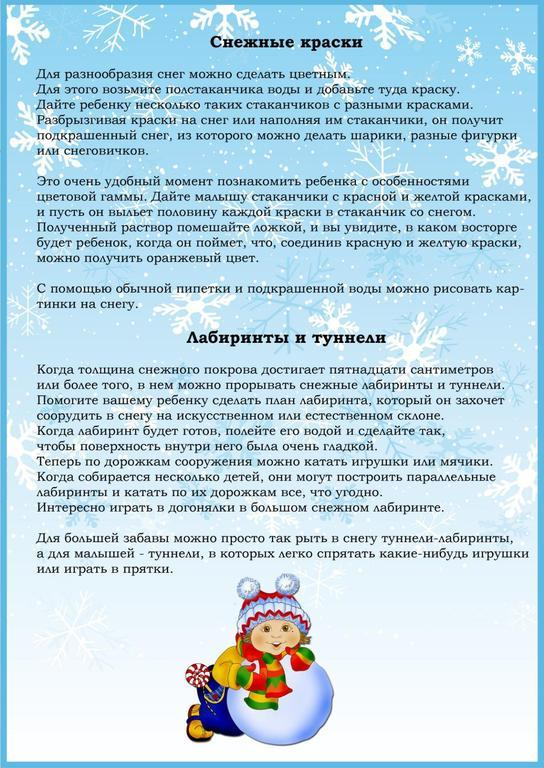 Снежные краски
Для разнообразия снег можно сделать цветным.
Для этого возьмите полстаканчика воды и добавьте туда краску.
Дайте ребенку несколько таких стаканчиков с разными красками.
Разбрызгивая краски на снег или наполняя им стаканчики, он получит
подкрашенный снег, из которого можно делать шарики, разные фигурки
или снеговичков.
Это очень удобный момент познакомить ребенка с особенностями
цветовой гаммы. Дайте малышу стаканчики с красной и желтой красками,
и пусть он выльет половину каждой краски в стаканчик со снегом.
Полученный раствор помешайте ложкой, и вы увидите, в каком восторге
будет ребенок, когда он поймет, что, соединив красную и желтую краски,
можно получить оранжевый цвет.
С помощью обычной пипетки и подкрашенной воды можно рисовать кар-
тинки на снегу.
Лабиринты и туннели
Когда толщина снежного покрова достигает пятнадцати сантиметров
или более того, в нем можно прорывать снежные лабиринты и туннели.
Помогите вашему ребенку сделать план лабиринта, который он захочет
соорудить в снегу на искусственном или естественном склоне.
Когда лабиринт будет готов, полейте его водой и сделайте так,
чтобы поверхность внутри него была очень гладкой.
Теперь по дорожкам сооружения можно катать игрушки или мячики.
Когда собирается несколько детей, они могут построить параллельные
лабиринты и катать по их дорожкам все, что угодно.
Интересно играть в догонялки в большом снежном лабиринте.
Для большей забавы можно просто так рыть в снегу туннели-лабиринты,
а для малышей - туннели, в которых легко спрятать какие-нибудь игрушки
или играть в прятки.